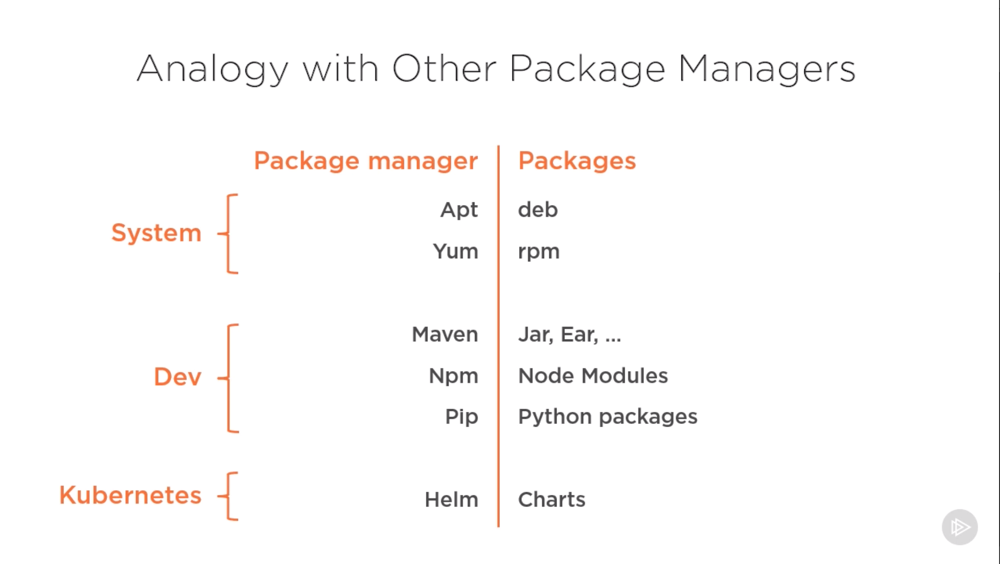 Analogy with Other Package Managers
Package manager Packages
System
Apt deb
Yum rpm
Dev
Maven Jar, Ear, ...
Npm Node Modules
Pip Python packages
Kubernetes
Helm Charts